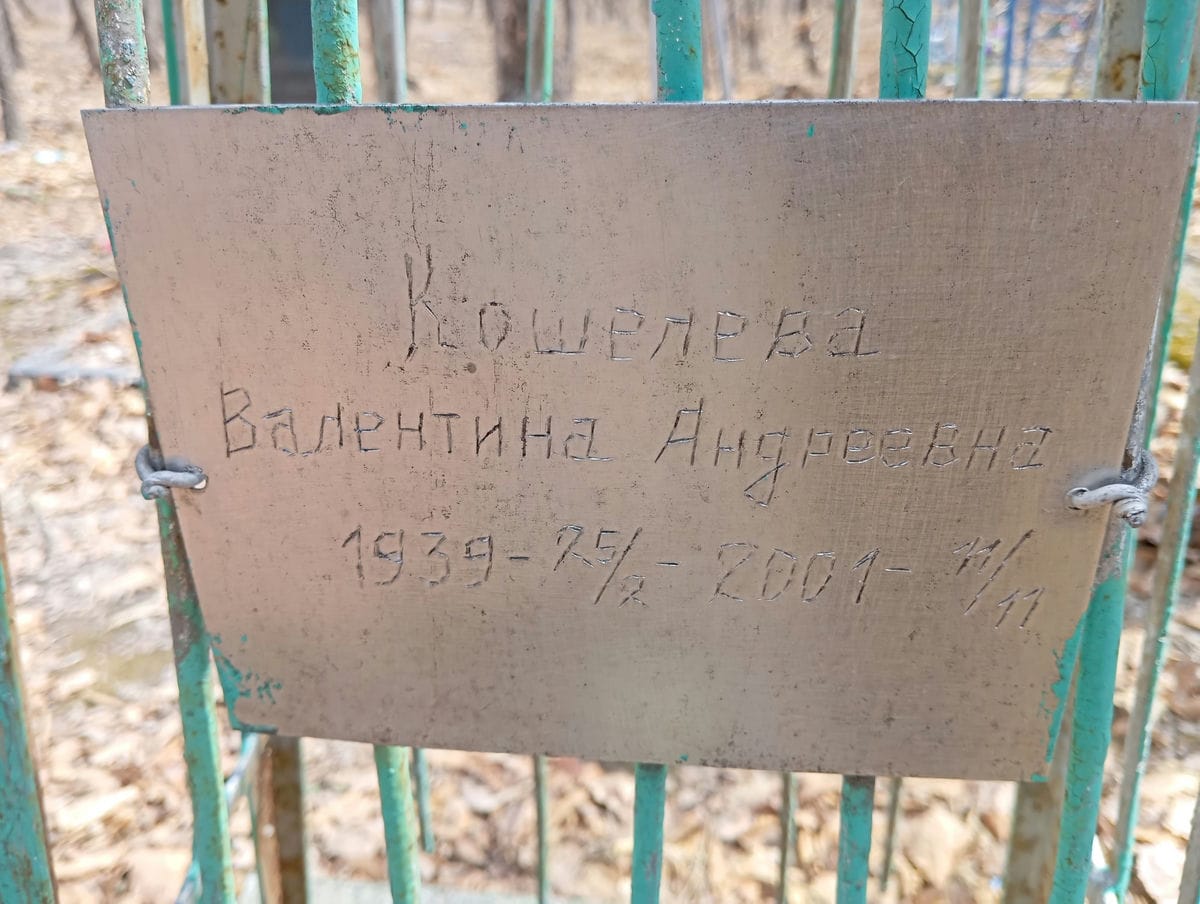 Кошелева
Валентина Андреевна
1939-25/2-2001-11/11